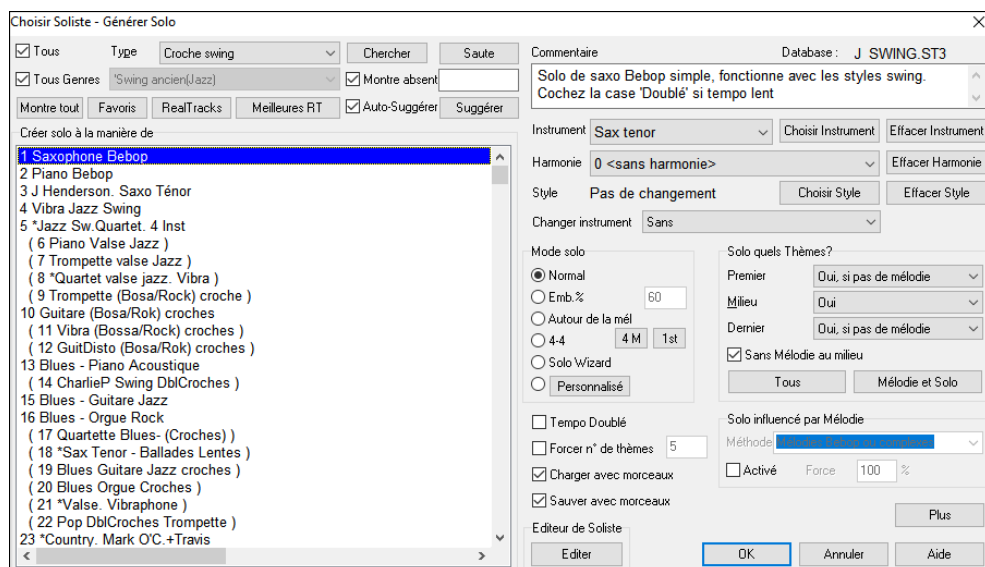 Choisir Soliste - Générer Solo
Tous Type Croche swing Chercher Saute
Tous Genres 'Swing ancien(Jazz) Montre absent
Montre tout Favoris RealTracks Meilleures RT Auto-Suggérer Suggérer
Créer solo à la manière de
1 Saxophone Bebop
2 Piano Bebop
3 J Henderson. Saxo Ténor
4 Vibra Jazz Swing
5 *Jazz Sw.Quartet. 4 Inst
( 6 Piano Valse Jazz )
( 7 Trompette valse Jazz )
( 8 *Quartet valse jazz. Vibra )
( 9 Trompette (Bosa/Rock) croche )
10 Guitare (Bosa/Rok) croches
( 11 Vibra (Bossa/Rock) croches )
( 12 GuitDisto (Bosa/Rok) croches )
13 Blues - Piano Acoustique
( 14 CharlieP Swing DblCroches )
15 Blues - Guitare Jazz
16 Blues - Orgue Rock
( 17 Quartette Blues- (Croches) )
( 18 *Sax Tenor - Ballades Lentes )
( 19 Blues Guitare Jazz croches )
( 20 Blues Orgue Croches )
( 21 *Valse. Vibraphone )
( 22 Pop DblCroches Trompette )
23 *Country. Mark O'C.+Travis
Commentaire Database : J_SWING.ST3
Solo de saxo Bebop simple, fonctionne avec les styles swing.
Cochez la case 'Doublé' si tempo lent
Instrument Sax tenor Choisir Instrument Effacer Instrument
Harmonie 0 <sans harmonie> Effacer Harmonie
Style Pas de changement Choisir Style Effacer Style
Changer instrument Sans
Mode solo
Normal
Emb.% 60
Autour de la mél
4-4 4 M 1st
Solo Wizard
Personnalisé
Solo quels Thèmes?
Premier Oui, si pas de mélodie
Milieu Oui
Dernier Oui, si pas de mélodie
Sans Mélodie au milieu
Tous Mélodie et Solo
Tempo Doublé
Forcer n° de thèmes 5
Charger avec morceaux
Sauver avec morceaux
Solo influencé par Mélodie
Méthode Mélodies Bebop ou complexes
Activé Force 100 %
Plus
Editeur de Soliste
Editer OK Annuler Aide